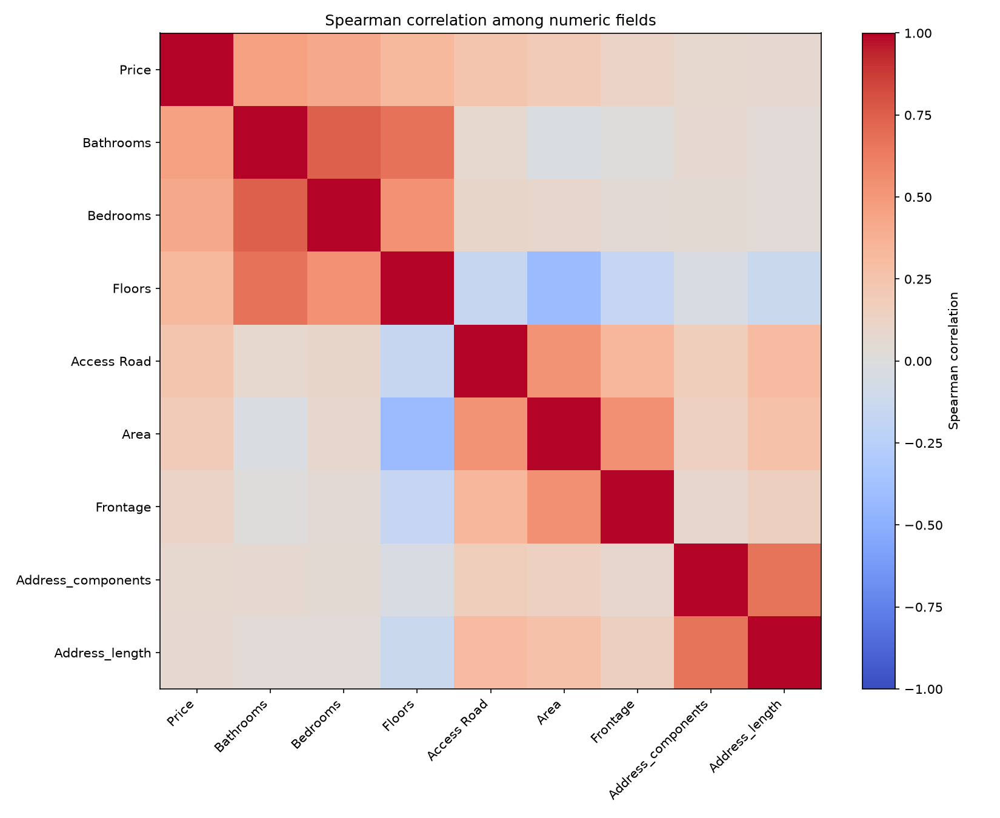 Spearman correlation among numeric fields
Price
Bathrooms
Bedrooms
Floors
Access Road
Area
Frontage
Address_components
Address_length
Price
Bathrooms
Bedrooms
Floors
Access Road
Area
Frontage
Address_components
Address_length
1.00
0.75
0.50
0.25
0.00
−0.25
−0.50
−0.75
−1.00
Spearman correlation